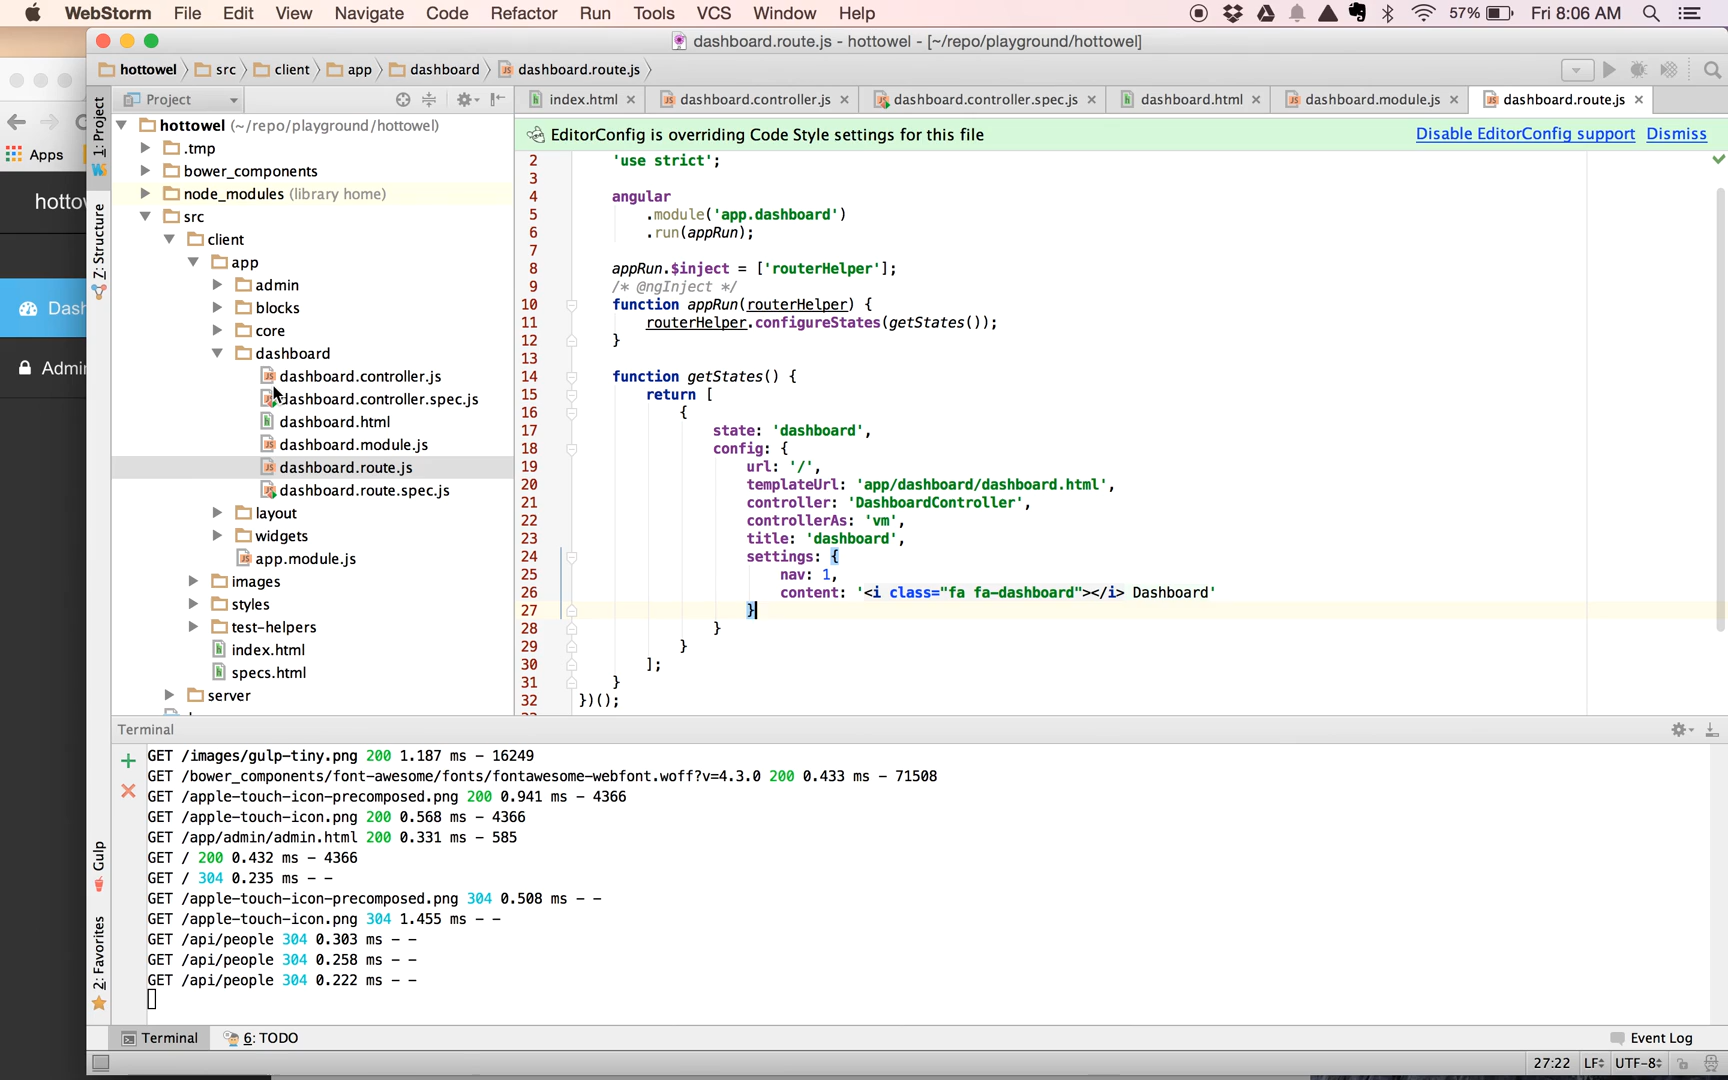 WebStorm File Edit View Navigate Code Refactor Run Tools VCS Window Help 57% Fri 8:06 AM
dashboard.route.js - hottowel - [~/repo/playground/hottowel]
hottowel src client app dashboard dashboard.route.js
Project
index.html dashboard.controller.js dashboard.controller.spec.js dashboard.html dashboard.module.js dashboard.route.js
EditorConfig is overriding Code Style settings for this file Disable EditorConfig support Dismiss
Apps
hottow
Dash
Admi
1: Project
Z: Structure
Gulp
2: Favorites
hottowel (~/repo/playground/hottowel)
.tmp
bower_components
node_modules (library home)
src
client
app
admin
blocks
core
dashboard
dashboard.controller.js
dashboard.controller.spec.js
dashboard.html
dashboard.module.js
dashboard.route.js
dashboard.route.spec.js
layout
widgets
app.module.js
images
styles
test-helpers
index.html
specs.html
server
2 'use strict';
3
4 angular
5 .module('app.dashboard')
6 .run(appRun);
7
8 appRun.$inject = ['routerHelper'];
9 /* @ngInject */
10 function appRun(routerHelper) {
11 routerHelper.configureStates(getStates());
12 }
13
14 function getStates() {
15 return [
16 {
17 state: 'dashboard',
18 config: {
19 url: '/',
20 templateUrl: 'app/dashboard/dashboard.html',
21 controller: 'DashboardController',
22 controllerAs: 'vm',
23 title: 'dashboard',
24 settings: {
25 nav: 1,
26 content: '<i class="fa fa-dashboard"></i> Dashboard'
27 }
28 }
29 }
30 ];
31 }
32 })();
Terminal
GET /images/gulp-tiny.png 200 1.187 ms - 16249
GET /bower_components/font-awesome/fonts/fontawesome-webfont.woff?v=4.3.0 200 0.433 ms - 71508
GET /apple-touch-icon-precomposed.png 200 0.941 ms - 4366
GET /apple-touch-icon.png 200 0.568 ms - 4366
GET /app/admin/admin.html 200 0.331 ms - 585
GET / 200 0.432 ms - 4366
GET / 304 0.235 ms - -
GET /apple-touch-icon-precomposed.png 304 0.508 ms - -
GET /apple-touch-icon.png 304 1.455 ms - -
GET /api/people 304 0.303 ms - -
GET /api/people 304 0.258 ms - -
GET /api/people 304 0.222 ms - -
Terminal 6: TODO Event Log
27:22 LF UTF-8